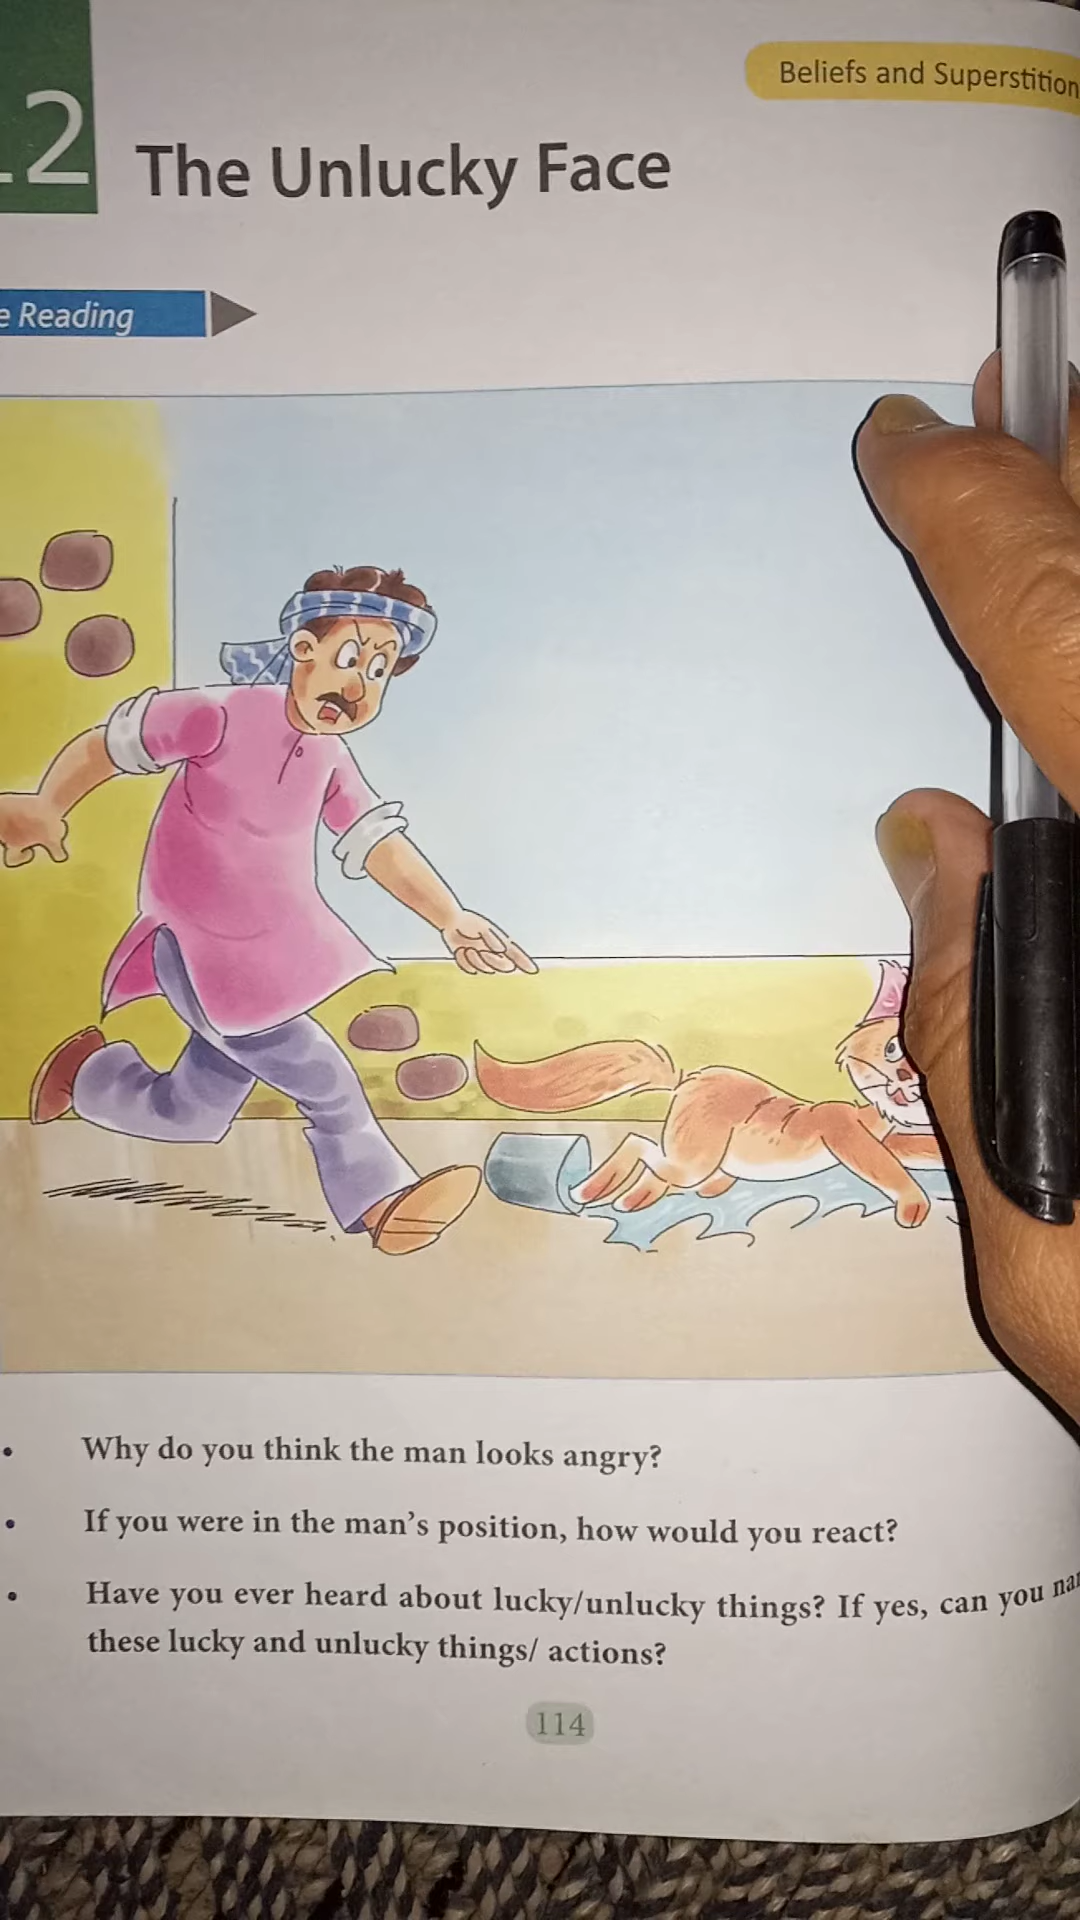 2
Beliefs and Superstition
The Unlucky Face
e Reading
• Why do you think the man looks angry?
• If you were in the man's position, how would you react?
• Have you ever heard about lucky/unlucky things? If yes, can you
these lucky and unlucky things/ actions?
114